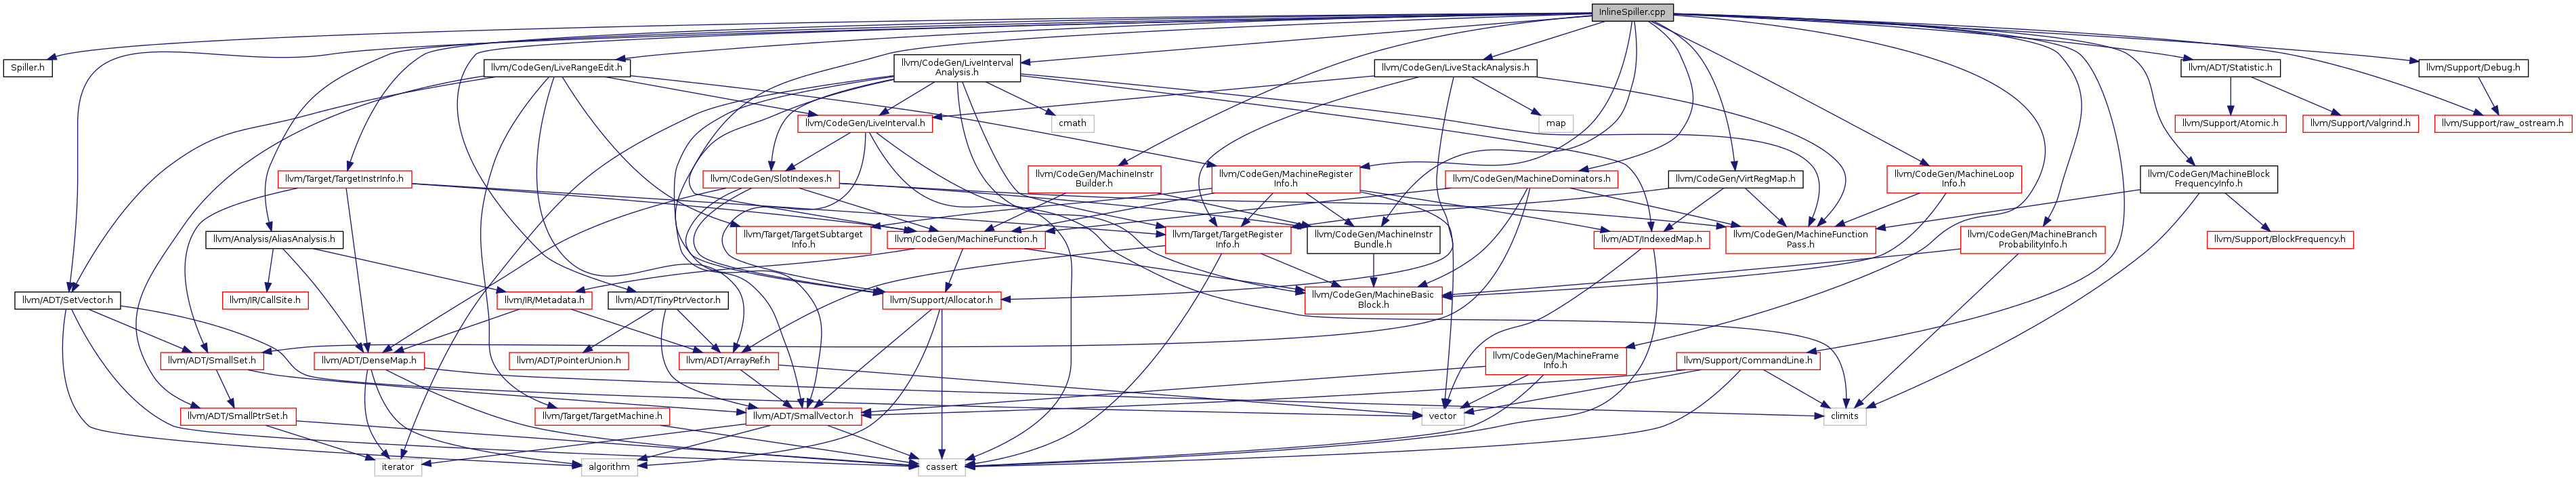 InlineSpiller.cpp
Spiller.h
llvm/CodeGen/LiveRangeEdit.h
llvm/CodeGen/LiveInterval
Analysis.h
llvm/CodeGen/LiveStackAnalysis.h
llvm/ADT/Statistic.h
llvm/Support/Debug.h
llvm/CodeGen/LiveInterval.h
cmath
map
llvm/Support/Atomic.h
llvm/Support/Valgrind.h
llvm/Support/raw_ostream.h
llvm/Target/TargetInstrInfo.h
llvm/CodeGen/SlotIndexes.h
llvm/CodeGen/MachineInstr
Builder.h
llvm/CodeGen/MachineRegister
Info.h
llvm/CodeGen/MachineDominators.h
llvm/CodeGen/VirtRegMap.h
llvm/CodeGen/MachineLoop
Info.h
llvm/CodeGen/MachineBlock
FrequencyInfo.h
llvm/Analysis/AliasAnalysis.h
llvm/Target/TargetSubtarget
Info.h
llvm/CodeGen/MachineFunction.h
llvm/Target/TargetRegister
Info.h
llvm/CodeGen/MachineInstr
Bundle.h
llvm/ADT/IndexedMap.h
llvm/CodeGen/MachineFunction
Pass.h
llvm/CodeGen/MachineBranch
ProbabilityInfo.h
llvm/Support/BlockFrequency.h
llvm/ADT/SetVector.h
llvm/IR/CallSite.h
llvm/IR/Metadata.h
llvm/ADT/TinyPtrVector.h
llvm/Support/Allocator.h
llvm/CodeGen/MachineBasic
Block.h
llvm/ADT/SmallSet.h
llvm/ADT/DenseMap.h
llvm/ADT/PointerUnion.h
llvm/ADT/ArrayRef.h
llvm/CodeGen/MachineFrame
Info.h
llvm/Support/CommandLine.h
llvm/ADT/SmallPtrSet.h
llvm/Target/TargetMachine.h
llvm/ADT/SmallVector.h
vector
climits
iterator
algorithm
cassert